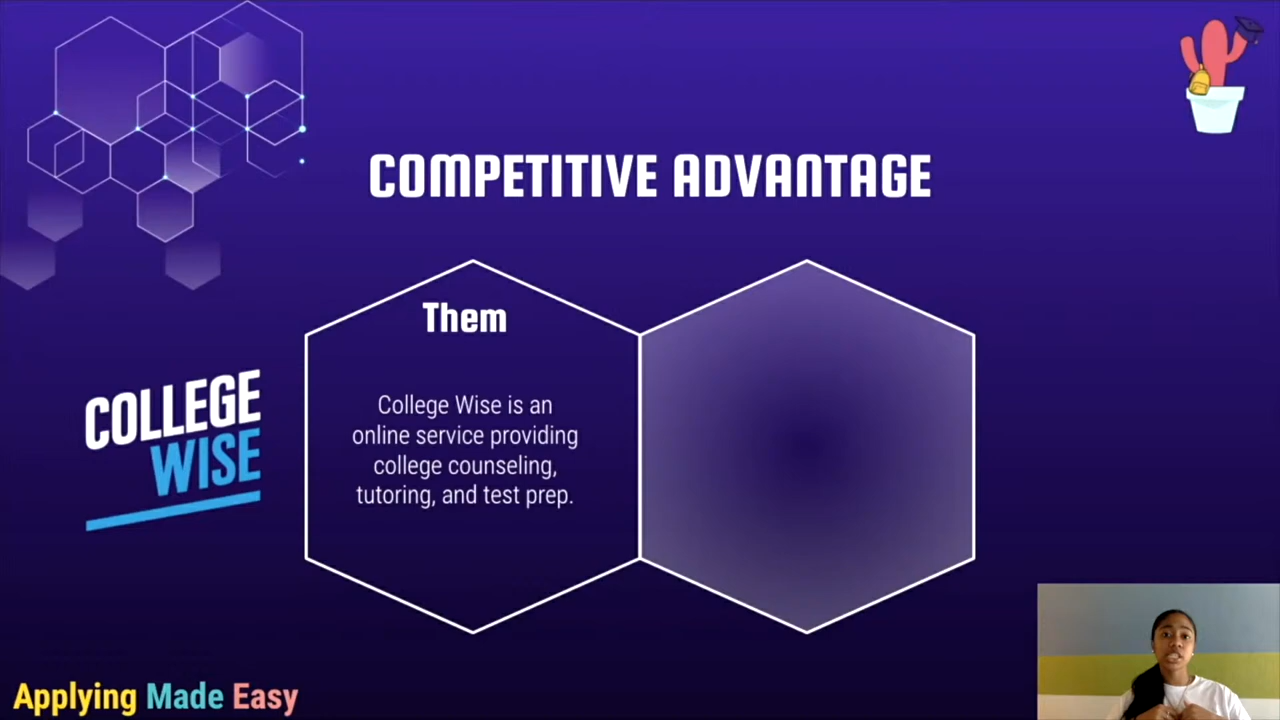 COMPETITIVE ADVANTAGE
Them
College Wise is an
online service providing
college counseling,
tutoring, and test prep.
COLLEGE
WISE
Applying Made Easy